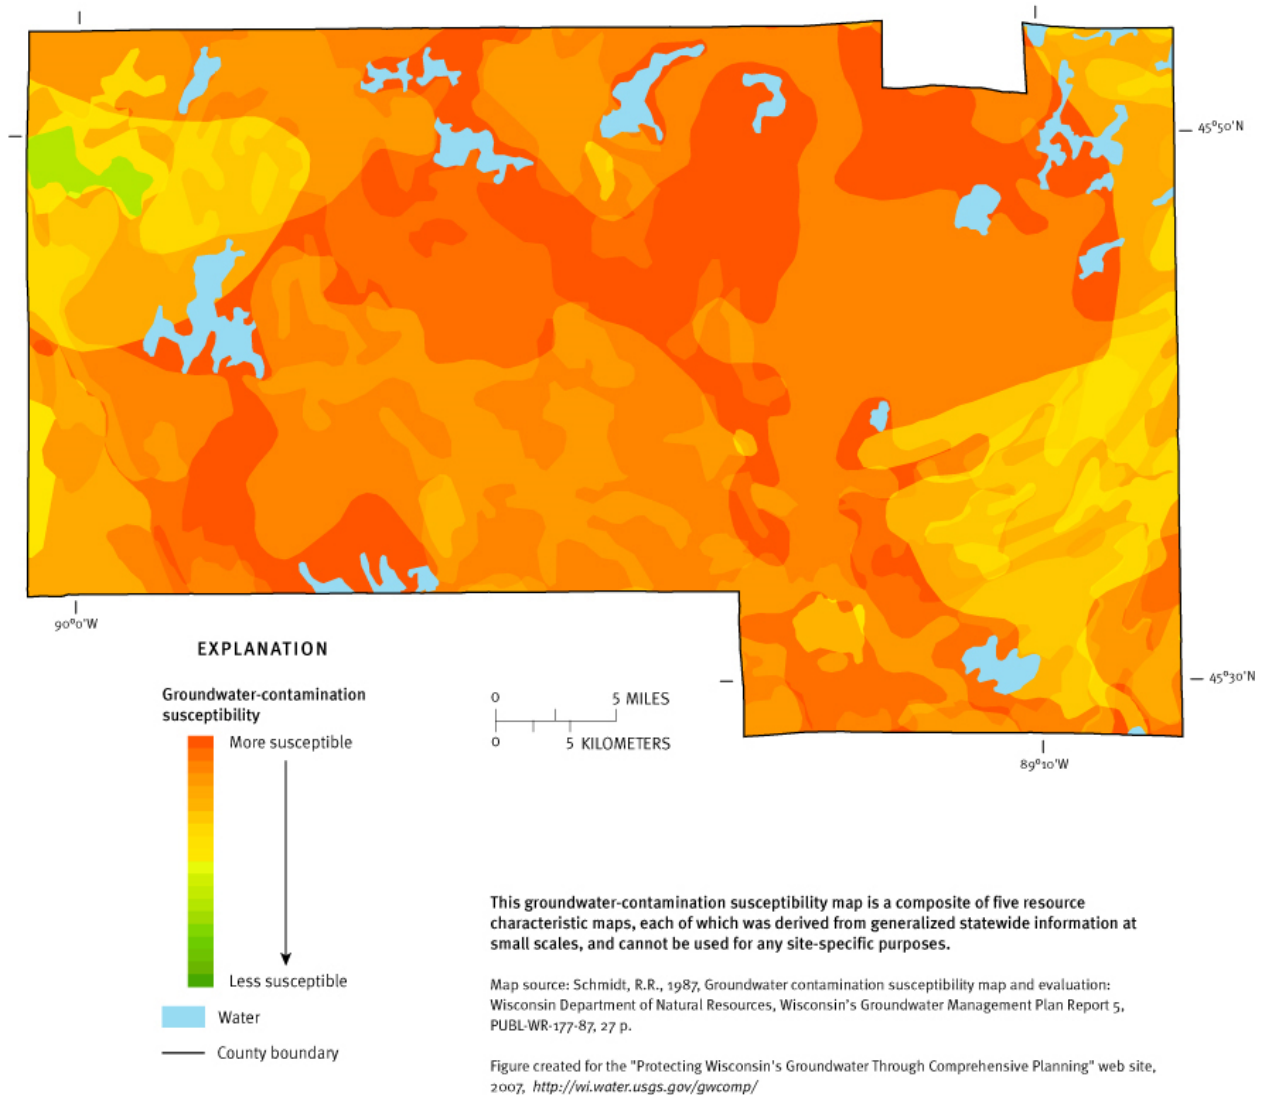 45°50'N
90°0'W
EXPLANATION
Groundwater-contamination
susceptibility
More susceptible
Less susceptible
Water
County boundary
0 5 MILES
0 5 KILOMETERS
45°30'N
89°10'W
This groundwater-contamination susceptibility map is a composite of five resource
characteristic maps, each of which was derived from generalized statewide information at
small scales, and cannot be used for any site-specific purposes.
Map source: Schmidt, R.R., 1987, Groundwater contamination susceptibility map and evaluation:
Wisconsin Department of Natural Resources, Wisconsin's Groundwater Management Plan Report 5,
PUBL-WR-177-87, 27 p.
Figure created for the "Protecting Wisconsin's Groundwater Through Comprehensive Planning" web site,
2007, http://wi.water.usgs.gov/gwcomp/